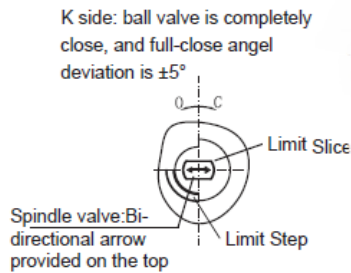 K side: ball valve is completely
close, and full-close angel
deviation is ±5°
O C
Limit Slice
Spindle valve:Bi-
directional arrow
provided on the top
Limit Step